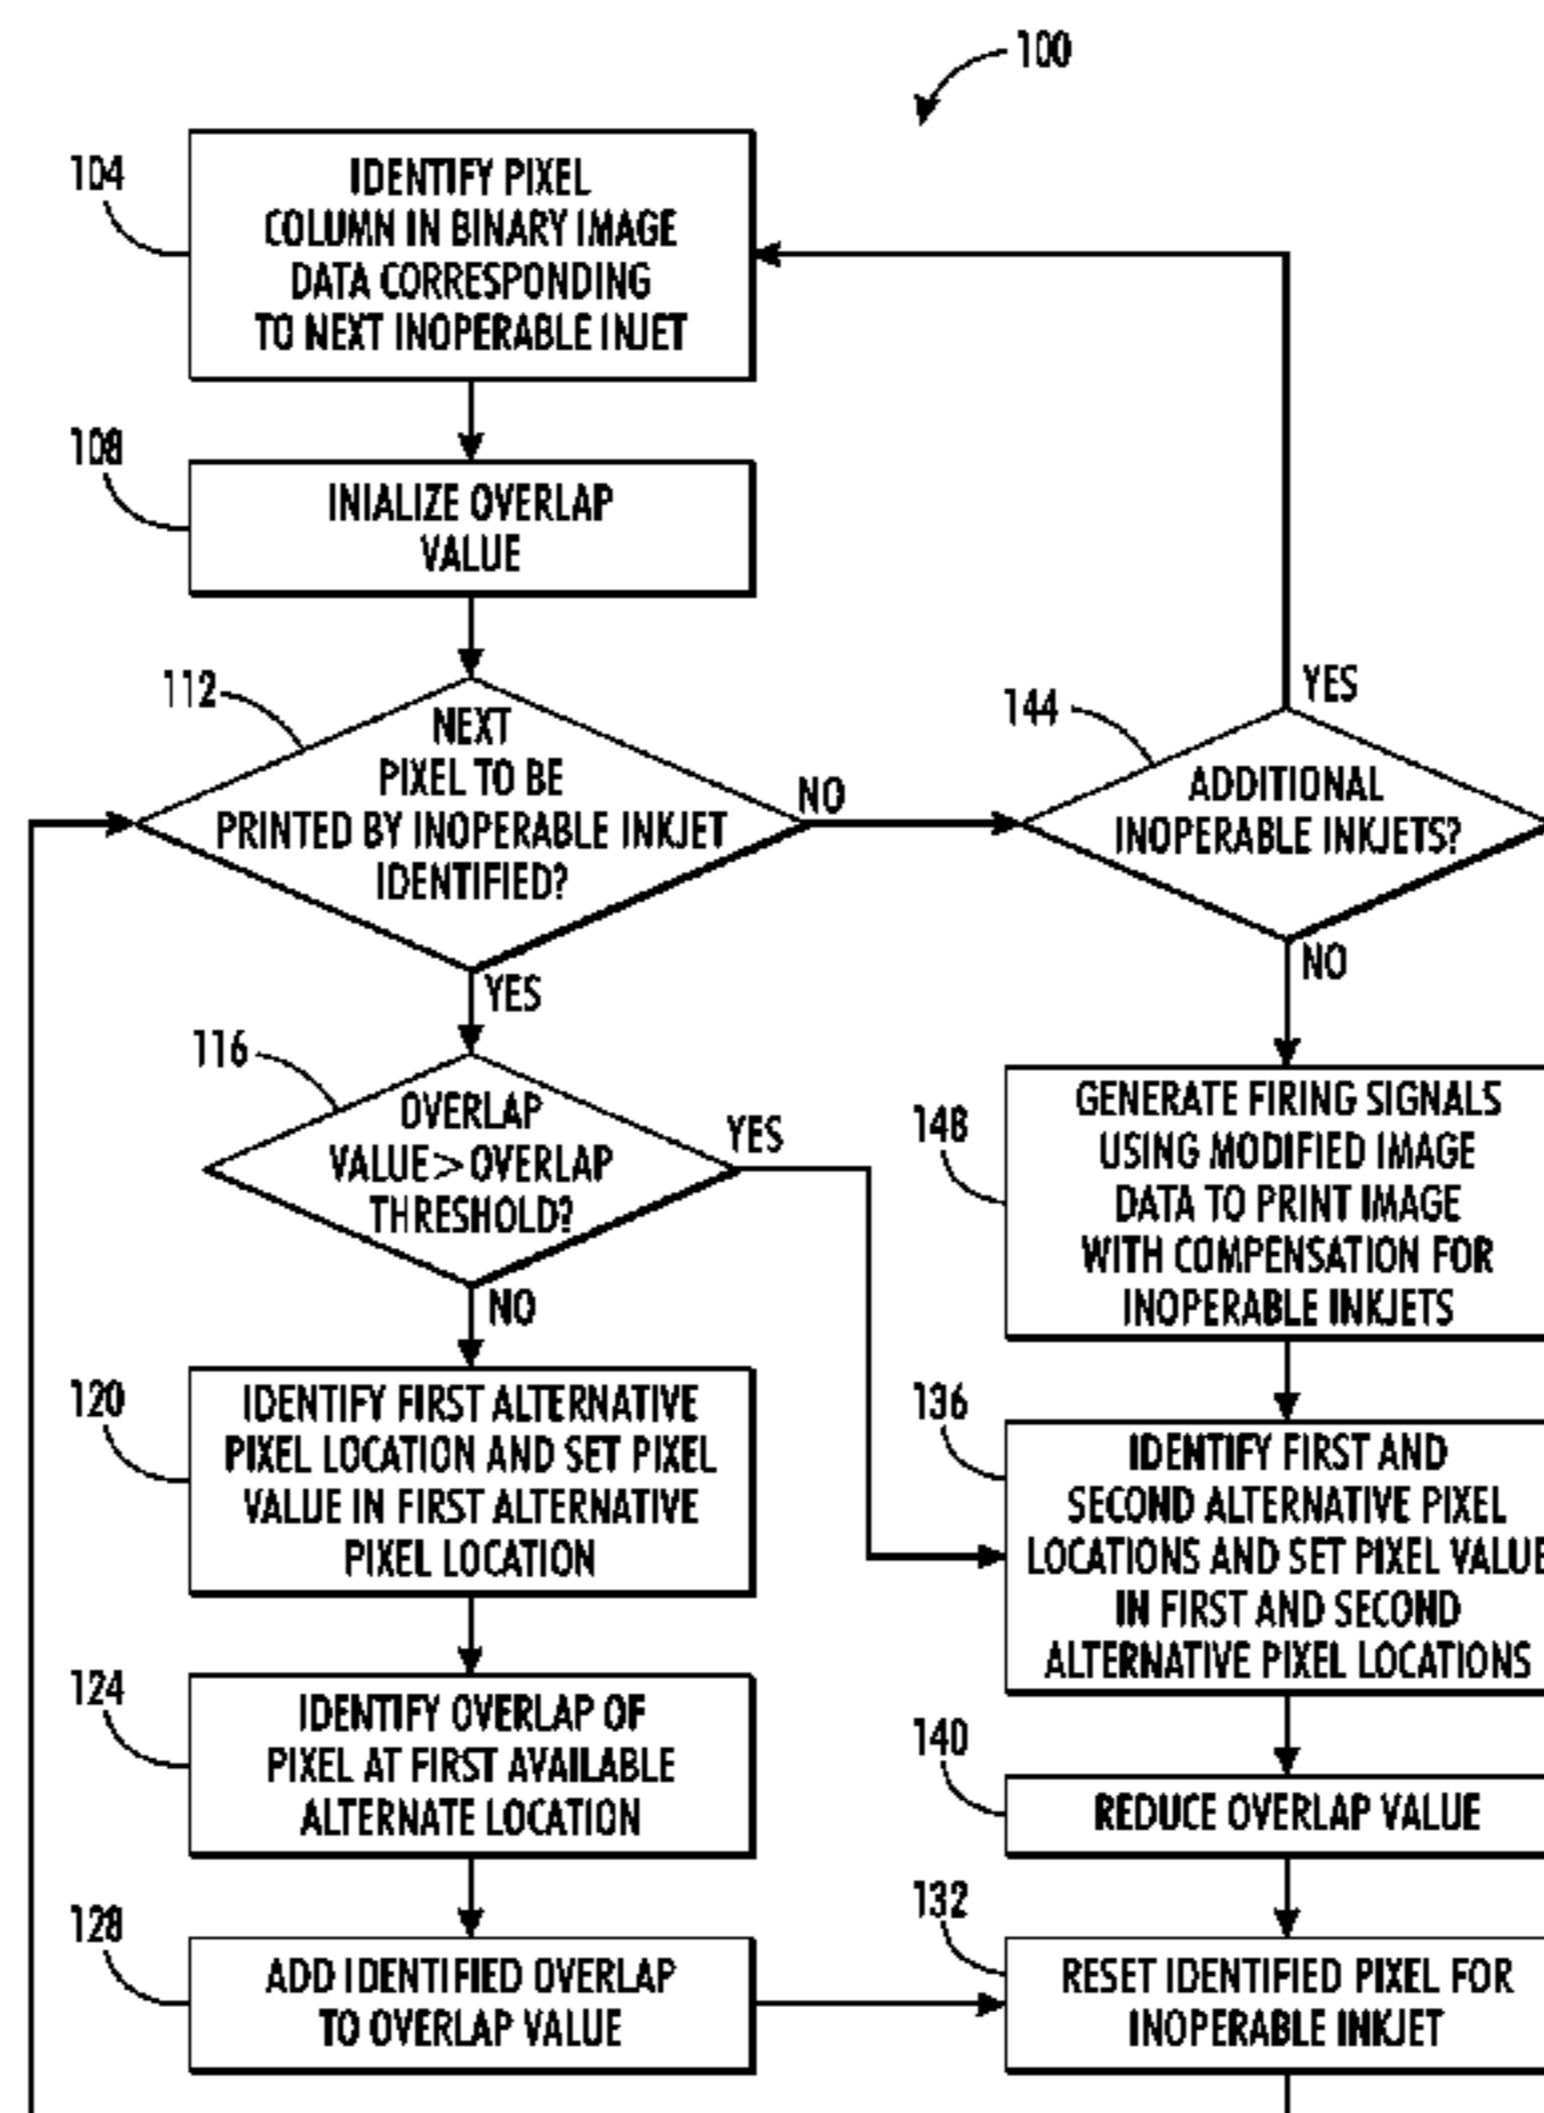 100
104
IDENTIFY PIXEL
COLUMN IN BINARY IMAGE
DATA CORRESPONDING
TO NEXT INOPERABLE INJET
108
INIALIZE OVERLAP
VALUE
112
NEXT
PIXEL TO BE
PRINTED BY INOPERABLE INKJET
IDENTIFIED?
NO
YES
144
YES
ADDITIONAL
INOPERABLE INKJETS?
NO
116
OVERLAP
VALUE > OVERLAP
THRESHOLD?
YES
NO
148
GENERATE FIRING SIGNALS
USING MODIFIED IMAGE
DATA TO PRINT IMAGE
WITH COMPENSATION FOR
INOPERABLE INKJETS
120
IDENTIFY FIRST ALTERNATIVE
PIXEL LOCATION AND SET PIXEL
VALUE IN FIRST ALTERNATIVE
PIXEL LOCATION
136
IDENTIFY FIRST AND
SECOND ALTERNATIVE PIXEL
LOCATIONS AND SET PIXEL VALUE
IN FIRST AND SECOND
ALTERNATIVE PIXEL LOCATIONS
124
IDENTIFY OVERLAP OF
PIXEL AT FIRST AVAILABLE
ALTERNATE LOCATION
140
REDUCE OVERLAP VALUE
128
ADD IDENTIFIED OVERLAP
TO OVERLAP VALUE
132
RESET IDENTIFIED PIXEL FOR
INOPERABLE INKJET